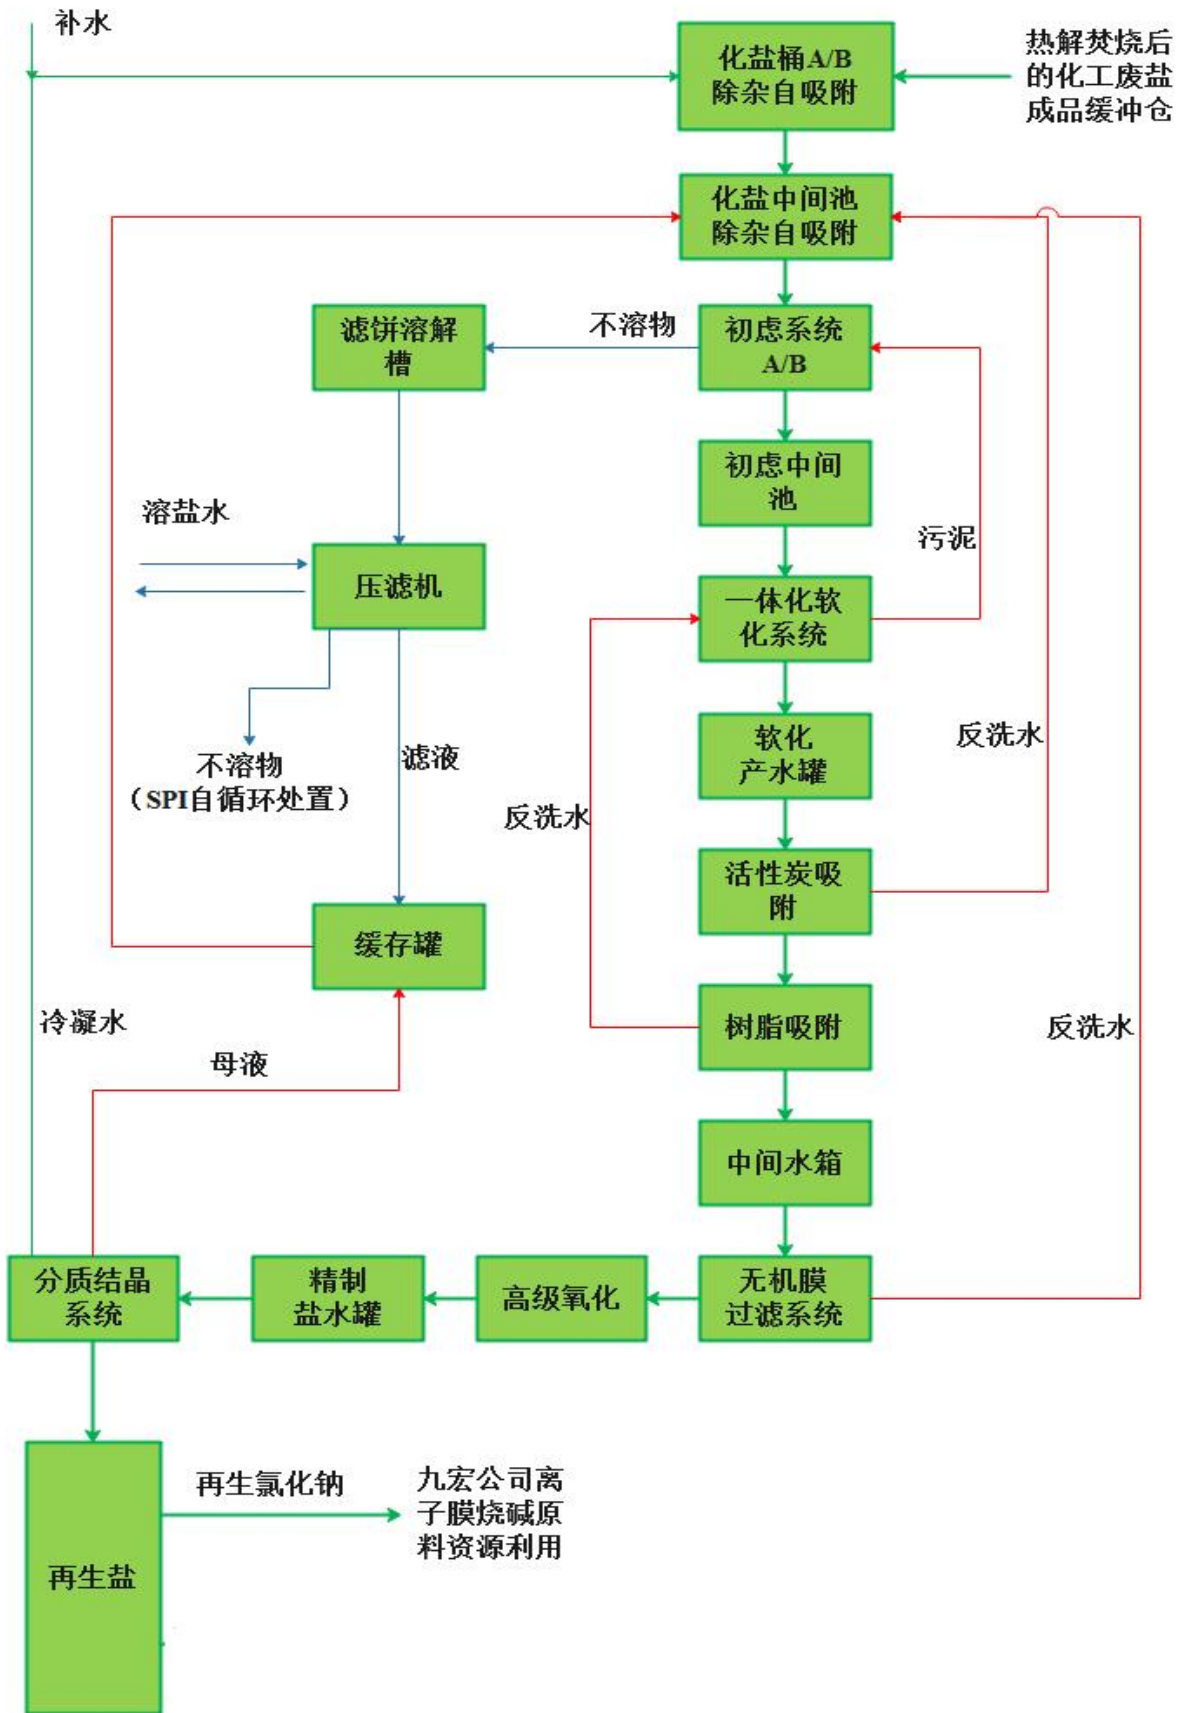 补水
化盐桶A/B
除杂自吸附
热解焚烧后
的化工废盐
成品缓冲仓
化盐中间池
除杂自吸附
滤饼溶解
槽
不溶物
初虑系统
A/B
初虑中间
池
溶盐水
污泥
压滤机
一体化软
化系统
不溶物
（SPI自循环处置）
滤液
软化
产水罐
反洗水
反洗水
活性炭吸
附
缓存罐
冷凝水
母液
树脂吸附
反洗水
中间水箱
分质结晶
系统
精制
盐水罐
高级氧化
无机膜
过滤系统
再生盐
再生氯化钠
九宏公司离
子膜烧碱原
料资源利用